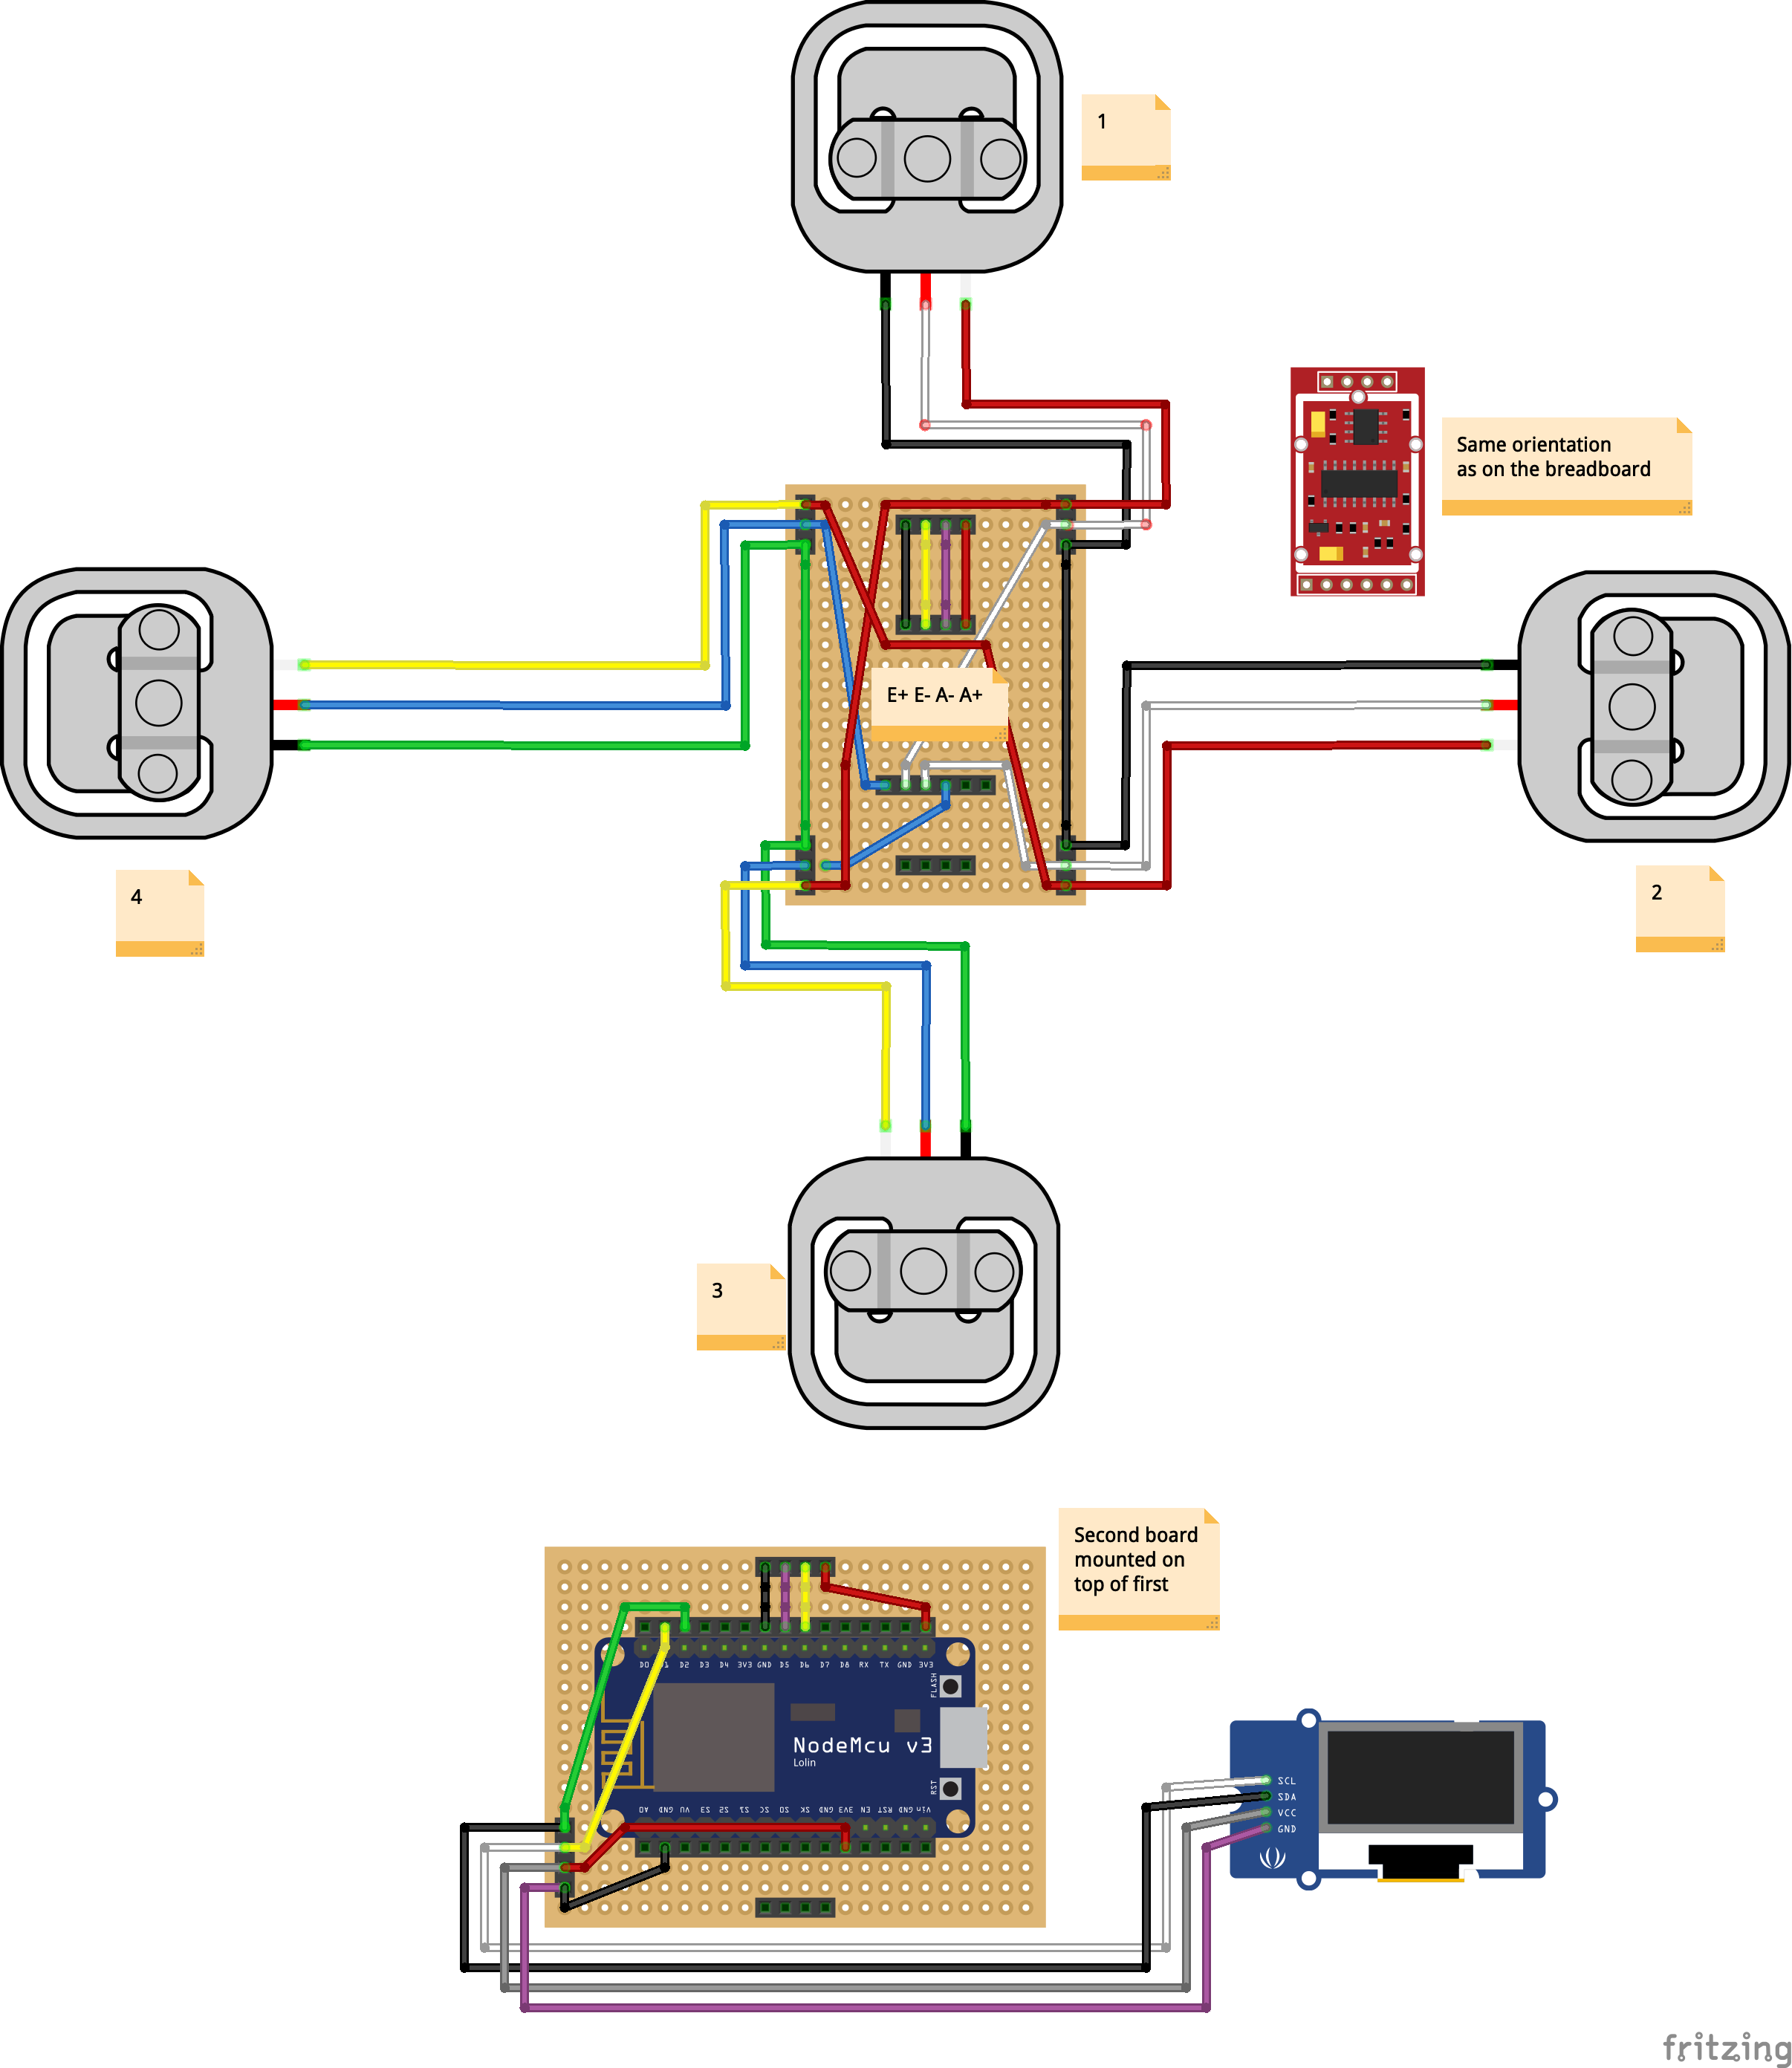 1
Same orientation
as on the breadboard
E+ E- A- A+
4
2
3
Second board
mounted on
top of first
D0 D1 D2 D3 D4 3V3 GND D5 D6 D7 D8 RX TX GND 3V3
FLASH
NodeMcu v3
Lolin
RST
A0 GND VU S3 S2 S1 SC S0 SK GND 3V3 EN RST GND Vin
SCL
SDA
VCC
GND
fritzing